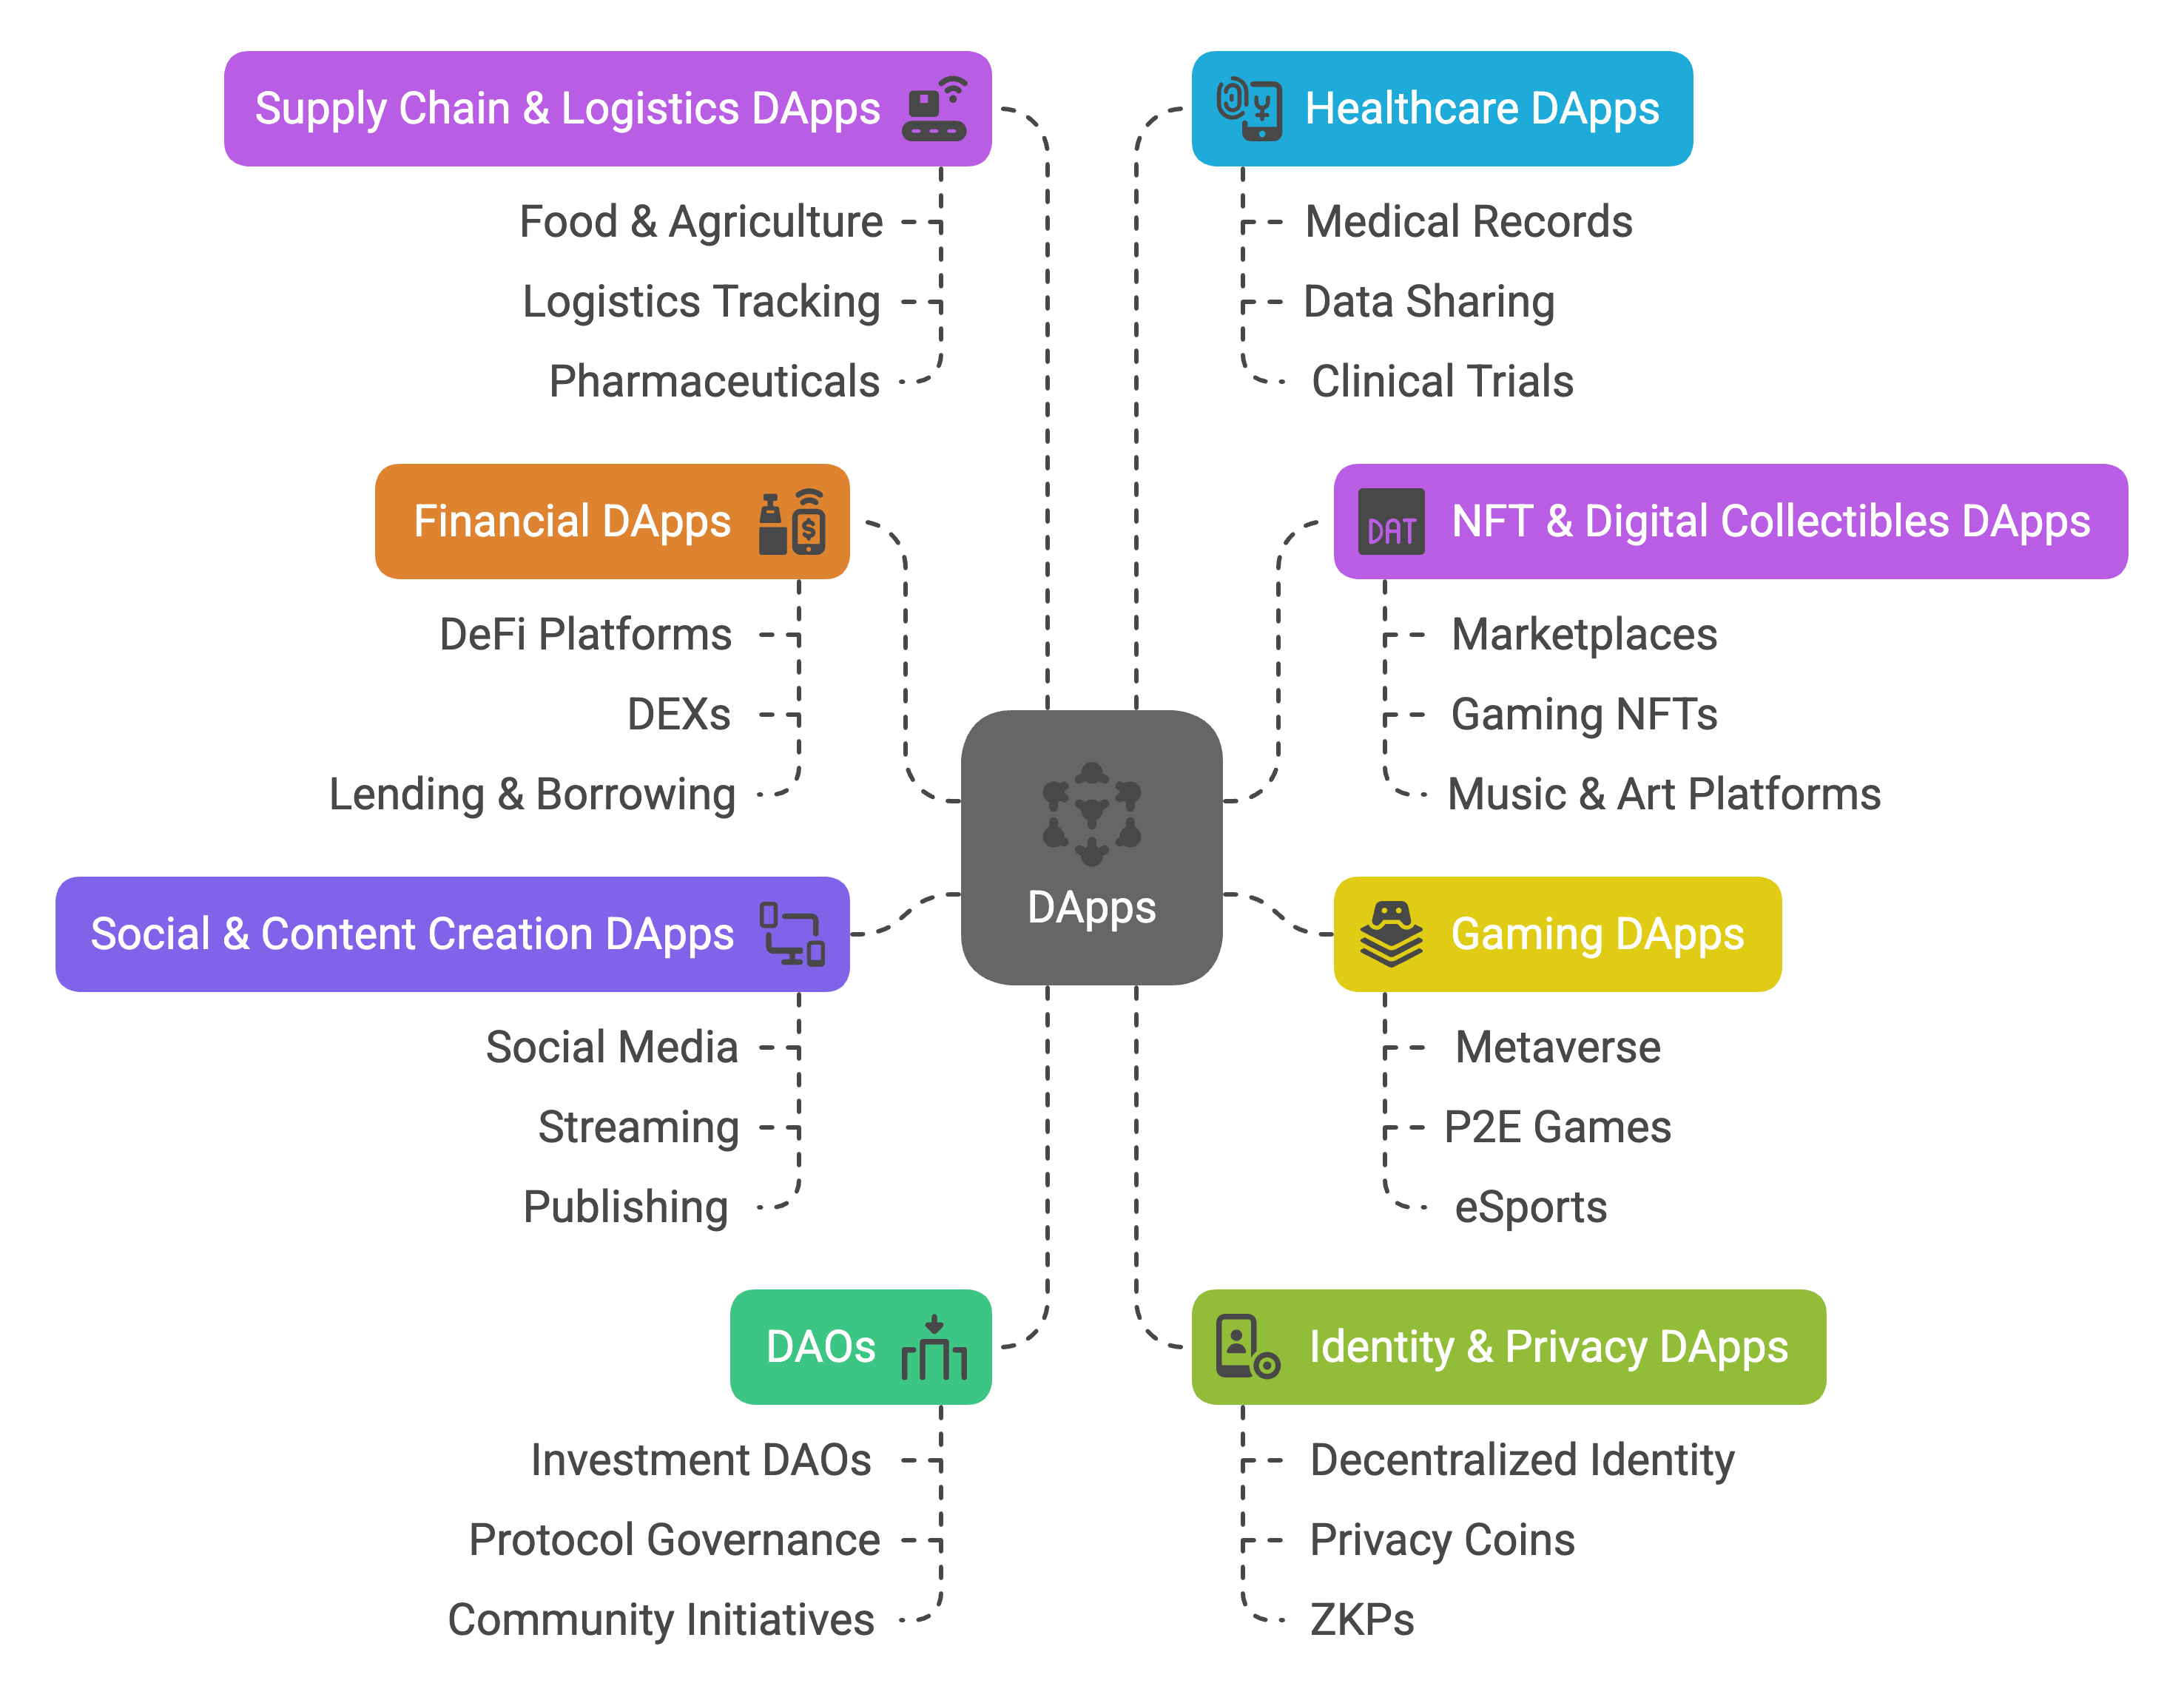 Supply Chain & Logistics DApps
Food & Agriculture
Logistics Tracking
Pharmaceuticals
Healthcare DApps
Medical Records
Data Sharing
Clinical Trials
Financial DApps
$
DeFi Platforms
DEXs
Lending & Borrowing
DAT
NFT & Digital Collectibles DApps
Marketplaces
Gaming NFTs
Music & Art Platforms
DApps
Social & Content Creation DApps
Social Media
Streaming
Publishing
Gaming DApps
Metaverse
P2E Games
eSports
DAOs
Investment DAOs
Protocol Governance
Community Initiatives
Identity & Privacy DApps
Decentralized Identity
Privacy Coins
ZKPs